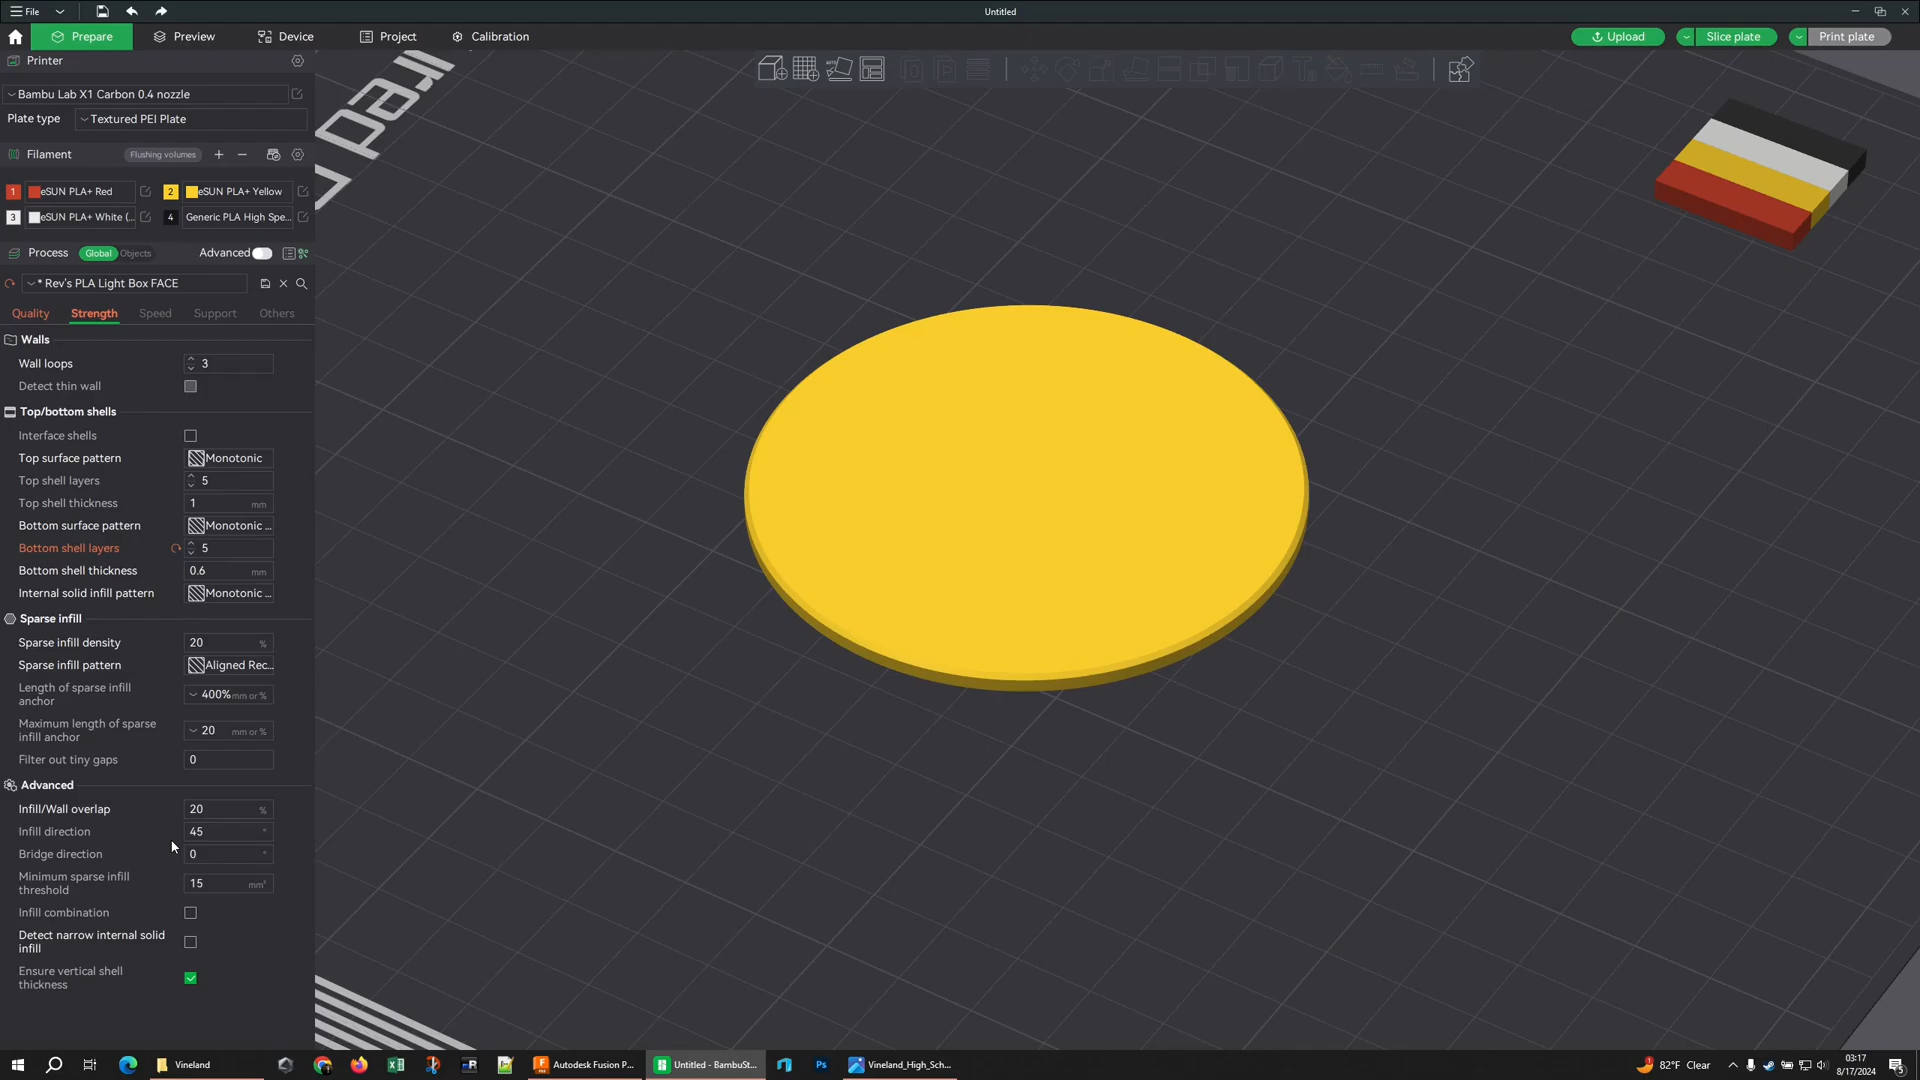 File
Untitled
Prepare
Preview
Device
Project
Calibration
Upload
Slice plate
Print plate
Printer
Bambu Lab X1 Carbon 0.4 nozzle
Plate type
Textured PEI Plate
Filament
Flushing volumes
1 eSUN PLA+ Red
2 eSUN PLA+ Yellow
3 eSUN PLA+ White (...
4 Generic PLA High Spe...
Process
Global
Objects
Advanced
* Rev's PLA Light Box FACE
Quality
Strength
Speed
Support
Others
Walls
Wall loops 3
Detect thin wall
Top/bottom shells
Interface shells
Top surface pattern Monotonic
Top shell layers 5
Top shell thickness 1 mm
Bottom surface pattern Monotonic ...
Bottom shell layers 5
Bottom shell thickness 0.6 mm
Internal solid infill pattern Monotonic ...
Sparse infill
Sparse infill density 20 %
Sparse infill pattern Aligned Rec...
Length of sparse infill
anchor
400% mm or %
Maximum length of sparse
infill anchor
20 mm or %
Filter out tiny gaps 0
Advanced
Infill/Wall overlap 20 %
Infill direction 45 °
Bridge direction 0 °
Minimum sparse infill
threshold
15 mm²
Infill combination
Detect narrow internal solid
infill
Ensure vertical shell
thickness
Vineland
Autodesk Fusion P...
Untitled - BambuSt...
Ps
Vineland_High_Sch...
82°F Clear
03:17
8/17/2024